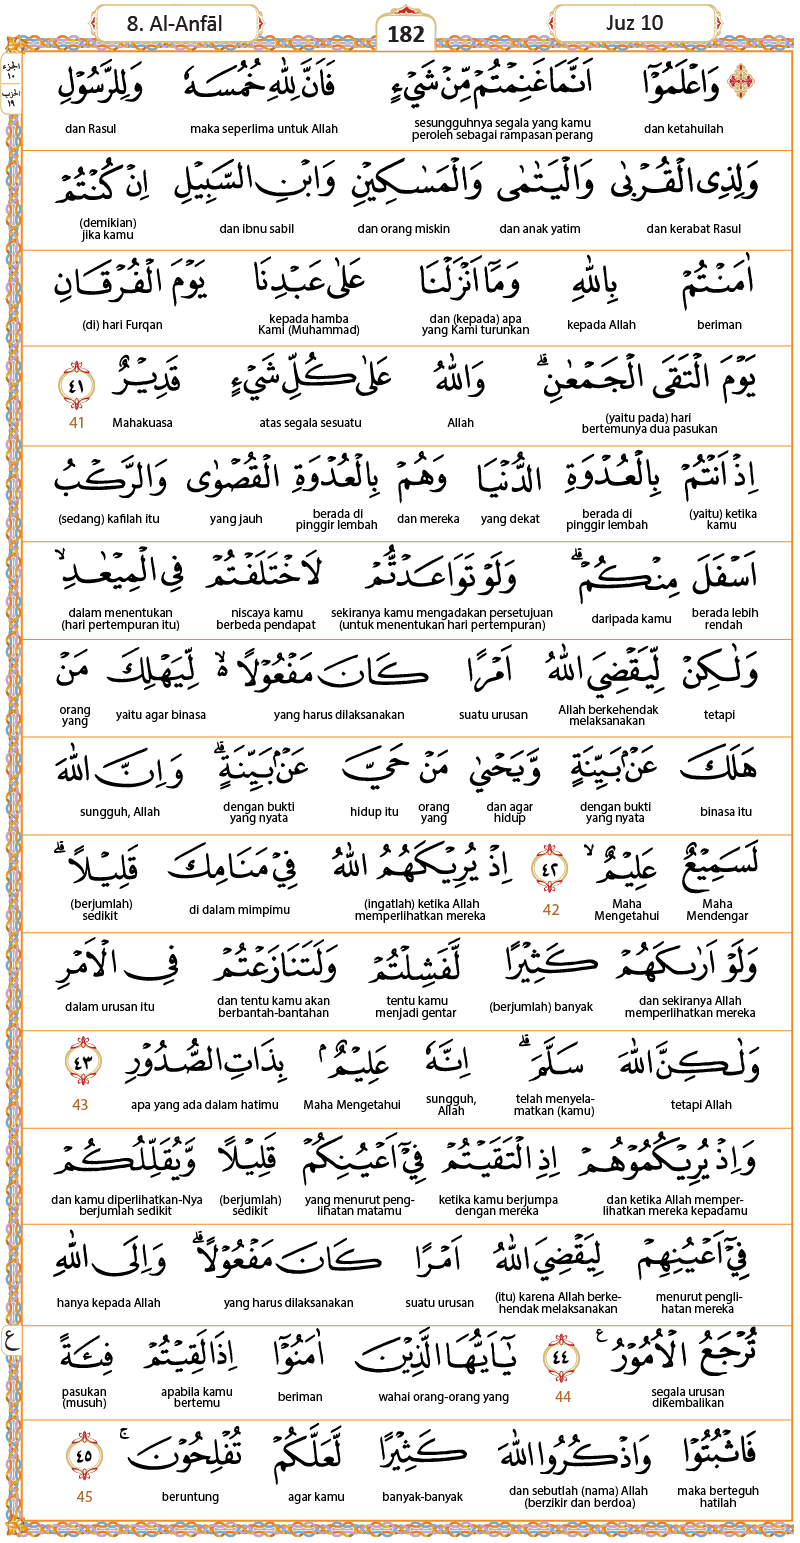 8. Al-Anfāl 182 Juz 10
الجزء ١٠
الحزب ١٩
وَاعْلَمُوْٓا اَنَّمَا غَنِمْتُمْ مِّنْ شَيْءٍ فَاَنَّ لِلّٰهِ خُمُسَهٗ وَلِلرَّسُوْلِ
dan ketahuilah sesungguhnya segala yang kamu peroleh sebagai rampasan perang maka seperlima untuk Allah dan Rasul
وَلِذِى الْقُرْبٰى وَالْيَتٰمٰى وَالْمَسٰكِيْنِ وَابْنِ السَّبِيْلِ اِنْ كُنْتُمْ
dan kerabat Rasul dan anak yatim dan orang miskin dan ibnu sabil (demikian) jika kamu
اٰمَنْتُمْ بِاللّٰهِ وَمَآ اَنْزَلْنَا عَلٰى عَبْدِنَا يَوْمَ الْفُرْقَانِ
beriman kepada Allah dan (kepada) apa yang Kami turunkan kepada hamba Kami (Muhammad) (di) hari Furqan
يَوْمَ الْتَقَى الْجَمْعٰنِۗ وَاللّٰهُ عَلٰى كُلِّ شَيْءٍ قَدِيْرٌ ٤١
(yaitu pada) hari bertemunya dua pasukan Allah atas segala sesuatu Mahakuasa 41
اِذْ اَنْتُمْ بِالْعُدْوَةِ الدُّنْيَا وَهُمْ بِالْعُدْوَةِ الْقُصْوٰى وَالرَّكْبُ
(yaitu) ketika kamu berada di pinggir lembah yang dekat dan mereka berada di pinggir lembah yang jauh (sedang) kafilah itu
اَسْفَلَ مِنْكُمْۗ وَلَوْ تَوَاعَدْتُّمْ لَاخْتَلَفْتُمْ فِى الْمِيْعٰدِۙ
berada lebih rendah daripada kamu sekiranya kamu mengadakan persetujuan (untuk menentukan hari pertempuran) niscaya kamu berbeda pendapat dalam menentukan (hari pertempuran itu)
وَلٰكِنْ لِّيَقْضِيَ اللّٰهُ اَمْرًا كَانَ مَفْعُوْلًا ەۙ لِّيَهْلِكَ مَنْ
tetapi Allah berkehendak melaksanakan suatu urusan yang harus dilaksanakan yaitu agar binasa orang yang
هَلَكَ عَنْۢ بَيِّنَةٍ وَّيَحْيٰى مَنْ حَيَّ عَنْۢ بَيِّنَةٍۗ وَاِنَّ اللّٰهَ
binasa itu dengan bukti yang nyata dan agar hidup orang yang hidup itu dengan bukti yang nyata sungguh, Allah
لَسَمِيْعٌ عَلِيْمٌۙ ٤٢ اِذْ يُرِيْكَهُمُ اللّٰهُ فِيْ مَنَامِكَ قَلِيْلًاۗ
Maha Mendengar Maha Mengetahui 42 (ingatlah) ketika Allah memperlihatkan mereka di dalam mimpimu (berjumlah) sedikit
وَلَوْ اَرٰىكَهُمْ كَثِيْرًا لَّفَشِلْتُمْ وَلَتَنَازَعْتُمْ فِى الْاَمْرِ
dan sekiranya Allah memperlihatkan mereka (berjumlah) banyak tentu kamu menjadi gentar dan tentu kamu akan berbantah-bantahan dalam urusan itu
وَلٰكِنَّ اللّٰهَ سَلَّمَۗ اِنَّهٗ عَلِيْمٌۢ بِذَاتِ الصُّدُوْرِ ٤٣
tetapi Allah telah menyela-matkan (kamu) sungguh, Allah Maha Mengetahui apa yang ada dalam hatimu 43
وَاِذْ يُرِيْكُمُوْهُمْ اِذِ الْتَقَيْتُمْ فِيْٓ اَعْيُنِكُمْ قَلِيْلًا وَّيُقَلِّلُكُمْ
dan ketika Allah memper-lihatkan mereka kepadamu ketika kamu berjumpa dengan mereka yang menurut peng-lihatan matamu (berjumlah) sedikit dan kamu diperlihatkan-Nya berjumlah sedikit
فِيْٓ اَعْيُنِهِمْ لِيَقْضِيَ اللّٰهُ اَمْرًا كَانَ مَفْعُوْلًاۗ وَاِلَى اللّٰهِ
menurut pengli-hatan mereka (itu) karena Allah berke-hendak melaksanakan suatu urusan yang harus dilaksanakan hanya kepada Allah
تُرْجَعُ الْاُمُوْرُ ࣖ ٤٤ يٰٓاَيُّهَا الَّذِيْنَ اٰمَنُوْٓا اِذَا لَقِيْتُمْ فِئَةً
ع
segala urusan dikembalikan 44 wahai orang-orang yang beriman apabila kamu bertemu pasukan (musuh)
فَاثْبُتُوْا وَاذْكُرُوا اللّٰهَ كَثِيْرًا لَّعَلَّكُمْ تُفْلِحُوْنَۚ ٤٥
maka berteguh hatilah dan sebutlah (nama) Allah (berzikir dan berdoa) banyak-banyak agar kamu beruntung 45